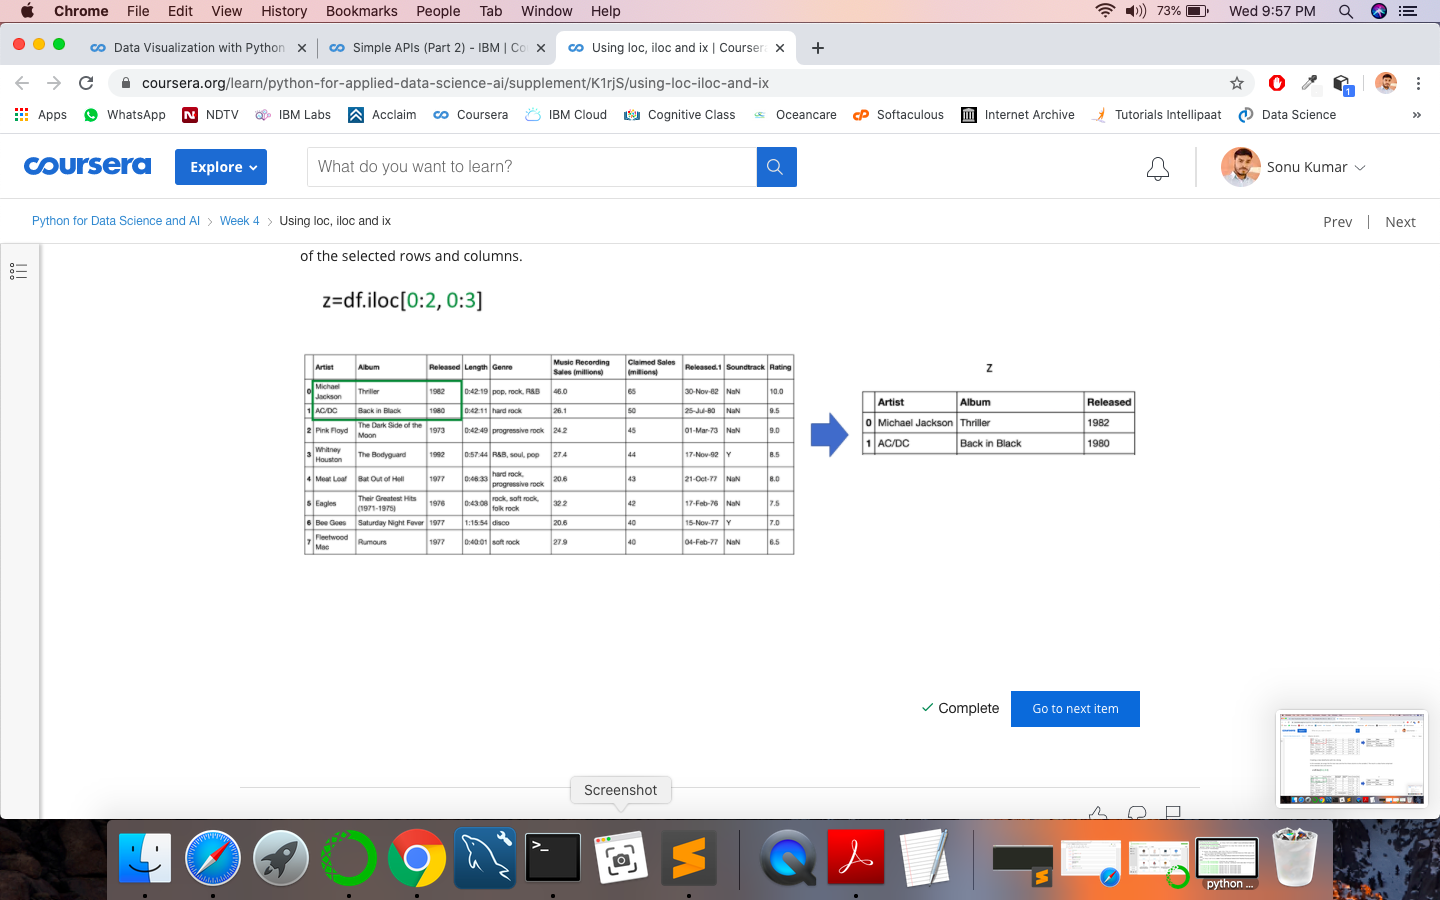 Chrome File Edit View History Bookmarks People Tab Window Help 73% Wed 9:57 PM
Data Visualization with Python Simple APIs (Part 2) - IBM | Co Using loc, iloc and ix | Courser
coursera.org/learn/python-for-applied-data-science-ai/supplement/K1rjS/using-loc-iloc-and-ix 1
Apps WhatsApp NDTV IBM Labs Acclaim Coursera IBM Cloud Cognitive Class Oceancare Softaculous Internet Archive Tutorials Intellipaat Data Science »
coursera Explore What do you want to learn? Sonu Kumar
Python for Data Science and AI > Week 4 > Using loc, iloc and ix Prev | Next
of the selected rows and columns.
z=df.iloc[0:2, 0:3]
Artist Album Released Length Genre Music Recording Sales (millions) Claimed Sales (millions) Released.1 Soundtrack Rating
0 Michael Jackson Thriller 1982 0:42:19 pop, rock, R&B 46.0 65 30-Nov-82 NaN 10.0
1 AC/DC Back in Black 1980 0:42:11 hard rock 26.1 50 25-Jul-80 NaN 9.5
2 Pink Floyd The Dark Side of the Moon 1973 0:42:49 progressive rock 24.2 45 01-Mar-73 NaN 9.0
3 Whitney Houston The Bodyguard 1992 0:57:44 R&B, soul, pop 27.4 44 17-Nov-92 Y 8.5
4 Meat Loaf Bat Out of Hell 1977 0:46:33 hard rock, progressive rock 20.6 43 21-Oct-77 NaN 8.0
5 Eagles Their Greatest Hits (1971-1975) 1976 0:43:08 rock, soft rock, folk rock 32.2 42 17-Feb-76 NaN 7.5
6 Bee Gees Saturday Night Fever 1977 1:15:54 disco 20.6 40 15-Nov-77 Y 7.0
7 Fleetwood Mac Rumours 1977 0:40:01 soft rock 27.9 40 04-Feb-77 NaN 6.5
z
Artist Album Released
0 Michael Jackson Thriller 1982
1 AC/DC Back in Black 1980
Complete Go to next item
Screenshot
python ...